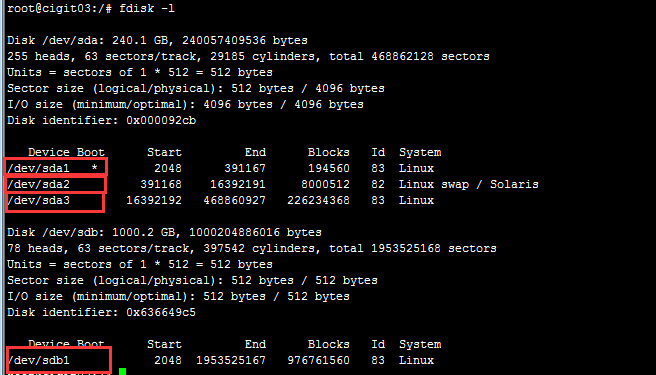 root@cigit03:/# fdisk -l
Disk /dev/sda: 240.1 GB, 240057409536 bytes
255 heads, 63 sectors/track, 29185 cylinders, total 468862128 sectors
Units = sectors of 1 * 512 = 512 bytes
Sector size (logical/physical): 512 bytes / 4096 bytes
I/O size (minimum/optimal): 4096 bytes / 4096 bytes
Disk identifier: 0x000092cb
Device Boot Start End Blocks Id System
/dev/sda1 * 2048 391167 194560 83 Linux
/dev/sda2 391168 16392191 8000512 82 Linux swap / Solaris
/dev/sda3 16392192 468860927 226234368 83 Linux
Disk /dev/sdb: 1000.2 GB, 1000204886016 bytes
78 heads, 63 sectors/track, 397542 cylinders, total 1953525168 sectors
Units = sectors of 1 * 512 = 512 bytes
Sector size (logical/physical): 512 bytes / 512 bytes
I/O size (minimum/optimal): 512 bytes / 512 bytes
Disk identifier: 0x636649c5
Device Boot Start End Blocks Id System
/dev/sdb1 2048 1953525167 976761560 83 Linux